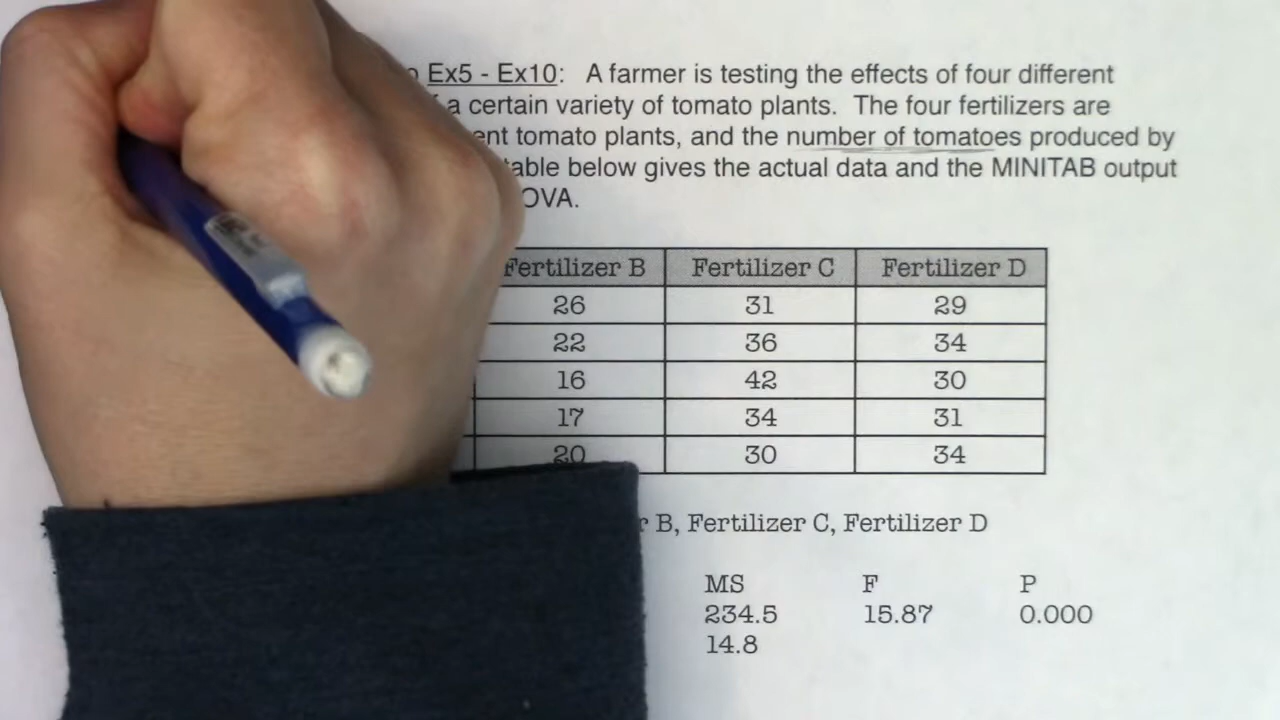 Ex5 - Ex10: A farmer is testing the effects of four different
a certain variety of tomato plants. The four fertilizers are
tomato plants, and the number of tomatoes produced by
below gives the actual data and the MINITAB output
Fertilizer B Fertilizer C Fertilizer D
26 31 29
22 36 34
16 42 30
17 34 31
20 30 34
B, Fertilizer C, Fertilizer D
MS F P
234.5 15.87 0.000
14.8